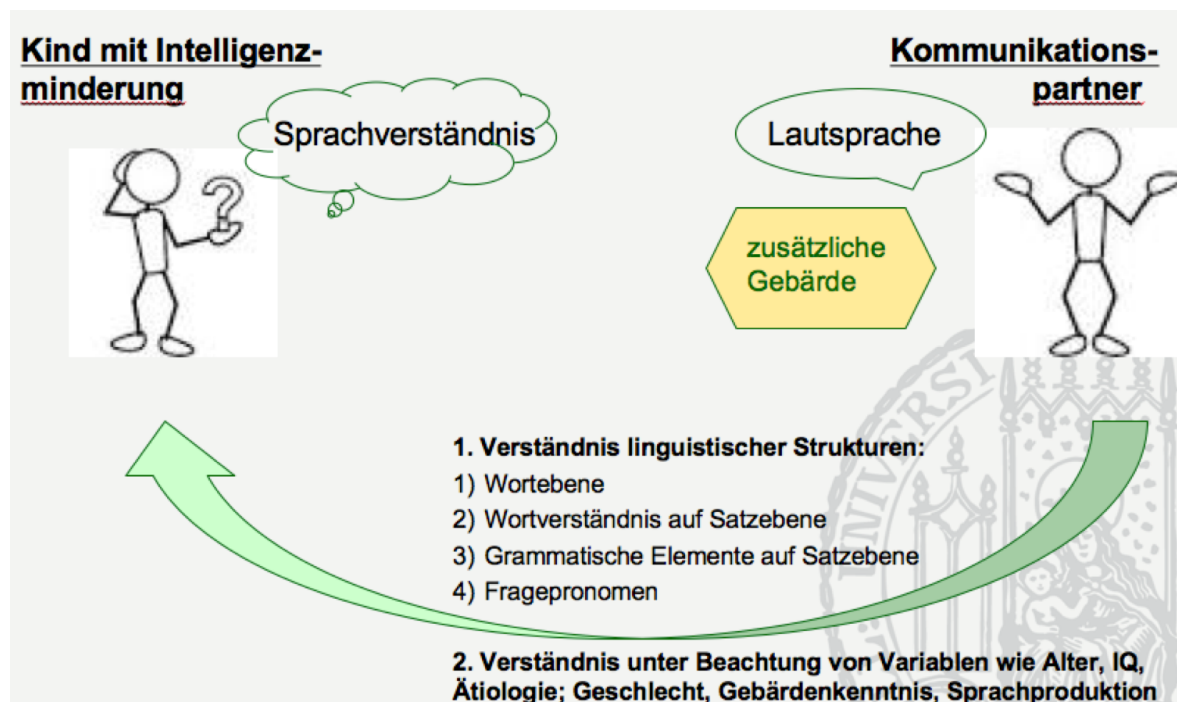 Kind mit Intelligenz-
minderung
Kommunikations-
partner
Sprachverständnis
Lautsprache
zusätzliche
Gebärde
1. Verständnis linguistischer Strukturen:
1) Wortebene
2) Wortverständnis auf Satzebene
3) Grammatische Elemente auf Satzebene
4) Fragepronomen
2. Verständnis unter Beachtung von Variablen wie Alter, IQ,
Ätiologie; Geschlecht, Gebärdenkenntnis, Sprachproduktion